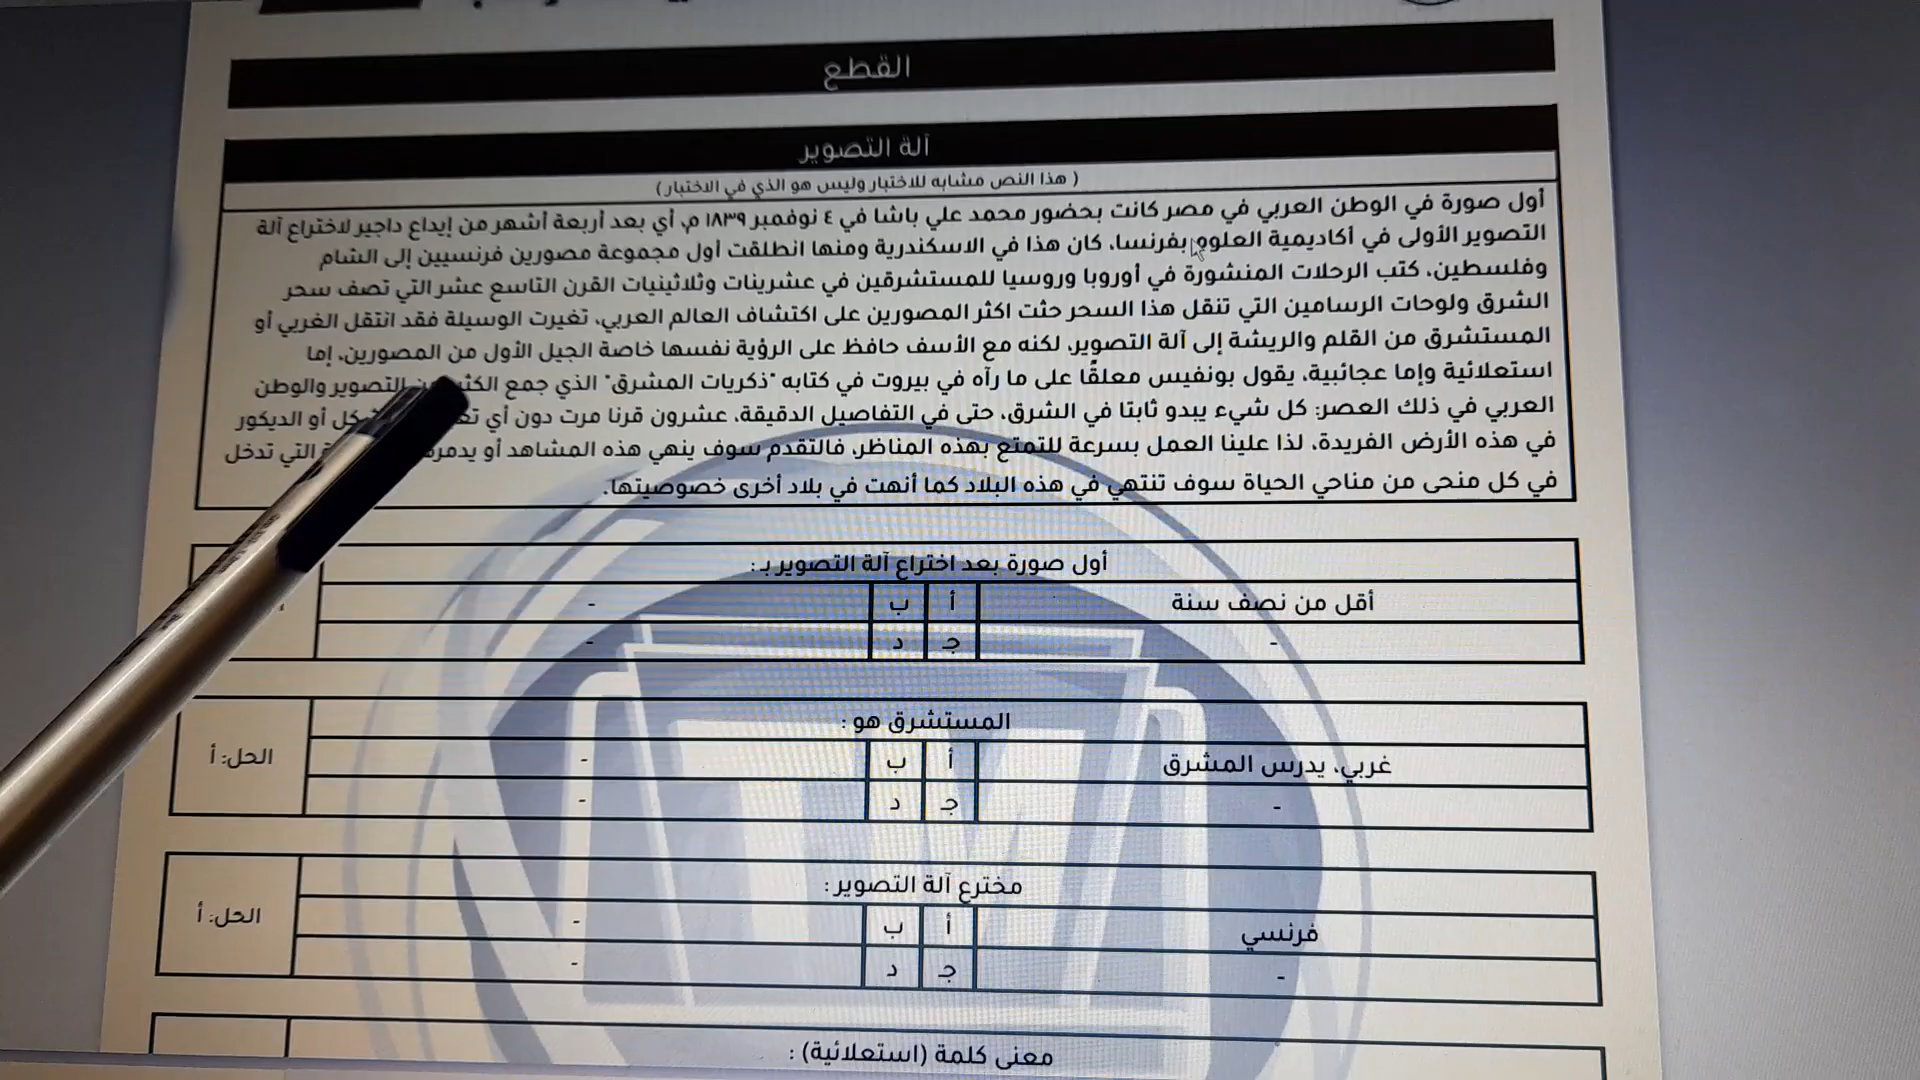 القطع
آلة التصوير
( هذا النص مشابه للاختبار وليس هو الذي في الاختبار )
أول صورة في الوطن العربي في مصر كانت بحضور محمد علي باشا في ٤ نوفمبر ١٨٣٩ م، أي بعد أربعة أشهر من إيداع داجير لاختراع آلة
التصوير الأولى في أكاديمية العلوم بفرنسا، كان هذا في الاسكندرية ومنها انطلقت أول مجموعة مصورين فرنسيين إلى الشام
وفلسطين، كتب الرحلات المنشورة في أوروبا وروسيا للمستشرقين في عشرينات وثلاثينيات القرن التاسع عشر التي تصف سحر
الشرق ولوحات الرسامين التي تنقل هذا السحر حثت اكثر المصورين على اكتشاف العالم العربي، تغيرت الوسيلة فقد انتقل الغربي أو
المستشرق من القلم والريشة إلى آلة التصوير، لكنه مع الأسف حافظ على الرؤية نفسها خاصة الجيل الأول من المصورين، إما
استعلائية وإما عجائبية، يقول بونفيس معلقًا على ما رآه في بيروت في كتابه "ذكريات المشرق" الذي جمع التصوير والوطن
العربي في ذلك العصر: كل شيء يبدو ثابتا في الشرق، حتى في التفاصيل الدقيقة، عشرون قرنا مرت دون أي أو الديكور
في هذه الأرض الفريدة، لذا علينا العمل بسرعة للتمتع بهذه المناظر، فالتقدم سوف ينهي هذه المشاهد أو التي تدخل
في كل منحى من مناحي الحياة سوف تنتهي في هذه البلاد كما أنهت في بلاد أخرى خصوصيتها.
أول صورة بعد اختراع آلة التصوير بـ :
أقل من نصف سنة أ ب -
- جـ د -
المستشرق هو :
غربي، يدرس المشرق أ ب - الحل: أ
- جـ د -
مخترع آلة التصوير :
فرنسي أ ب - الحل: أ
- جـ د -
معنى كلمة (استعلائية) :